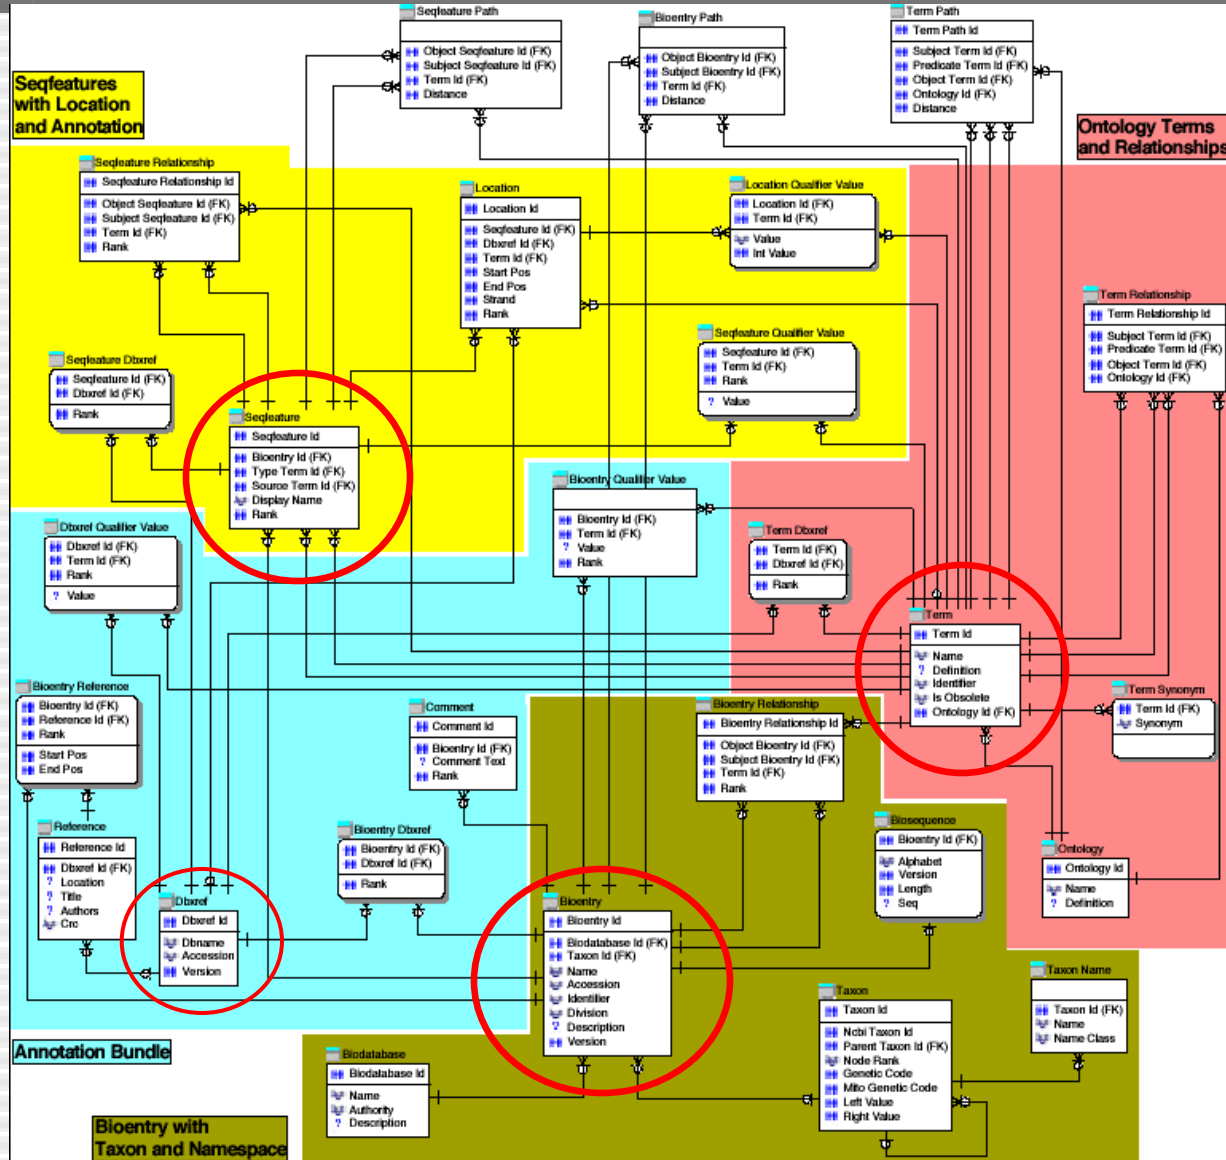 Seqfeature Path
Object Seqfeature Id (FK)
Subject Seqfeature Id (FK)
Term Id (FK)
Distance
Bioentry Path
Object Bioentry Id (FK)
Subject Bioentry Id (FK)
Term Id (FK)
Distance
Term Path
Term Path Id
Subject Term Id (FK)
Predicate Term Id (FK)
Object Term Id (FK)
Ontology Id (FK)
Distance
Seqfeatures
with Location
and Annotation
Ontology Terms
and Relationships
Seqfeature Relationship
Seqfeature Relationship Id
Object Seqfeature Id (FK)
Subject Seqfeature Id (FK)
Term Id (FK)
Rank
Location
Location Id
Seqfeature Id (FK)
Dbxref Id (FK)
Term Id (FK)
Start Pos
End Pos
Strand
Rank
Location Qualifier Value
Location Id (FK)
Term Id (FK)
Value
Int Value
Term Relationship
Term Relationship Id
Subject Term Id (FK)
Predicate Term Id (FK)
Object Term Id (FK)
Ontology Id (FK)
Seqfeature Qualifier Value
Seqfeature Id (FK)
Term Id (FK)
Rank
? Value
Seqfeature Dbxref
Seqfeature Id (FK)
Dbxref Id (FK)
Rank
Seqfeature
Seqfeature Id
Bioentry Id (FK)
Type Term Id (FK)
Source Term Id (FK)
Display Name
Rank
Bioentry Qualifier Value
Bioentry Id (FK)
Term Id (FK)
? Value
Rank
Dbxref Qualifier Value
Dbxref Id (FK)
Term Id (FK)
Rank
? Value
Term Dbxref
Term Id (FK)
Dbxref Id (FK)
Rank
Term
Term Id
Name
? Definition
Identifier
Is Obsolete
Ontology Id (FK)
Term Synonym
Term Id (FK)
Synonym
Bioentry Reference
Bioentry Id (FK)
Reference Id (FK)
Rank
Start Pos
End Pos
Comment
Comment Id
Bioentry Id (FK)
? Comment Text
Rank
Bioentry Relationship
Bioentry Relationship Id
Object Bioentry Id (FK)
Subject Bioentry Id (FK)
Term Id (FK)
Rank
Reference
Reference Id
Dbxref Id (FK)
? Location
? Title
? Authors
Crc
Bioentry Dbxref
Bioentry Id (FK)
Dbxref Id (FK)
Rank
Biosequence
Bioentry Id (FK)
Alphabet
Version
Length
? Seq
Ontology
Ontology Id
Name
? Definition
Dbxref
Dbxref Id
Dbname
Accession
Version
Bioentry
Bioentry Id
Biodatabase Id (FK)
Taxon Id (FK)
Name
Accession
Identifier
Division
? Description
Version
Taxon
Taxon Id
Ncbi Taxon Id
Parent Taxon Id (FK)
Node Rank
Genetic Code
Mito Genetic Code
Left Value
Right Value
Taxon Name
Taxon Id (FK)
Name
Name Class
Annotation Bundle
Biodatabase
Biodatabase Id
Name
Authority
? Description
Bioentry with
Taxon and Namespace